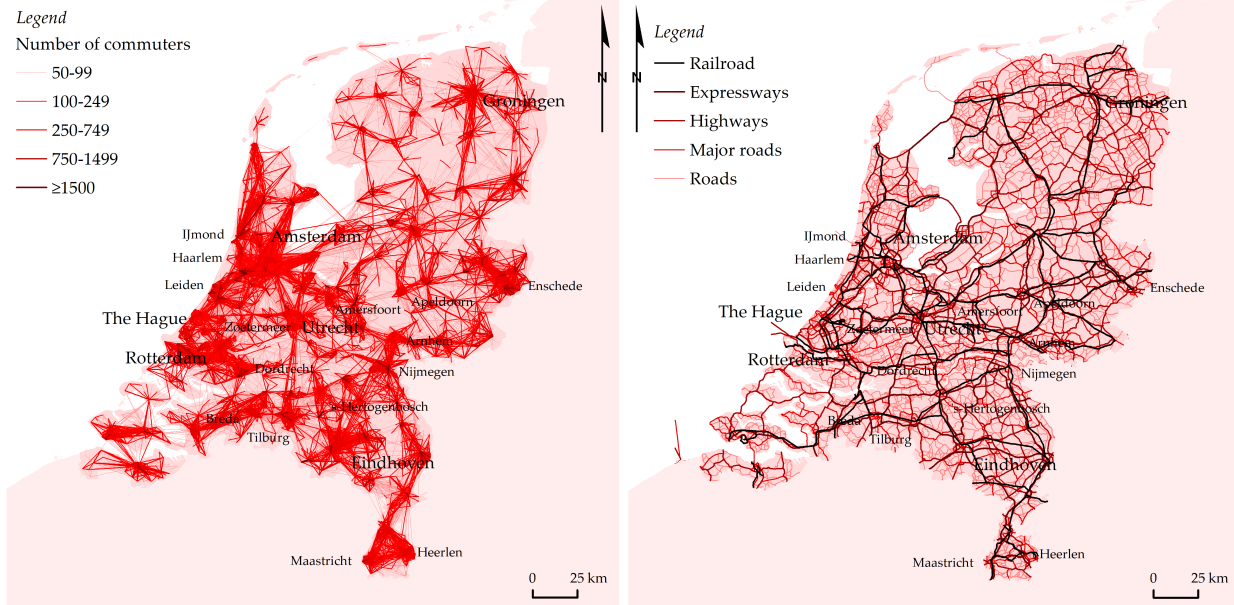 Legend
Number of commuters
50-99
100-249
250-749
750-1499
≥1500
N
Groningen
IJmond
Amsterdam
Haarlem
Leiden
Enschede
Apeldoorn
Amersfoort
The Hague
Zoetermeer
Utrecht
Arnhem
Rotterdam
Dordrecht
Nijmegen
's-Hertogenbosch
Breda
Tilburg
Eindhoven
Heerlen
Maastricht
0 25 km
N
Legend
Railroad
Expressways
Highways
Major roads
Roads
Groningen
IJmond
Amsterdam
Haarlem
Leiden
Enschede
Apeldoorn
Amersfoort
The Hague
Zoetermeer
Utrecht
Arnhem
Rotterdam
Dordrecht
Nijmegen
's-Hertogenbosch
Breda
Tilburg
Eindhoven
Heerlen
Maastricht
0 25 km